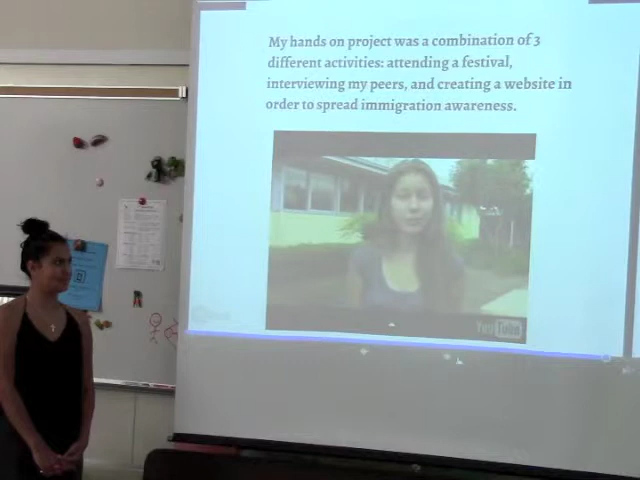 My hands on project was a combination of 3
different activities: attending a festival,
interviewing my peers, and creating a website in
order to spread immigration awareness.
YouTube